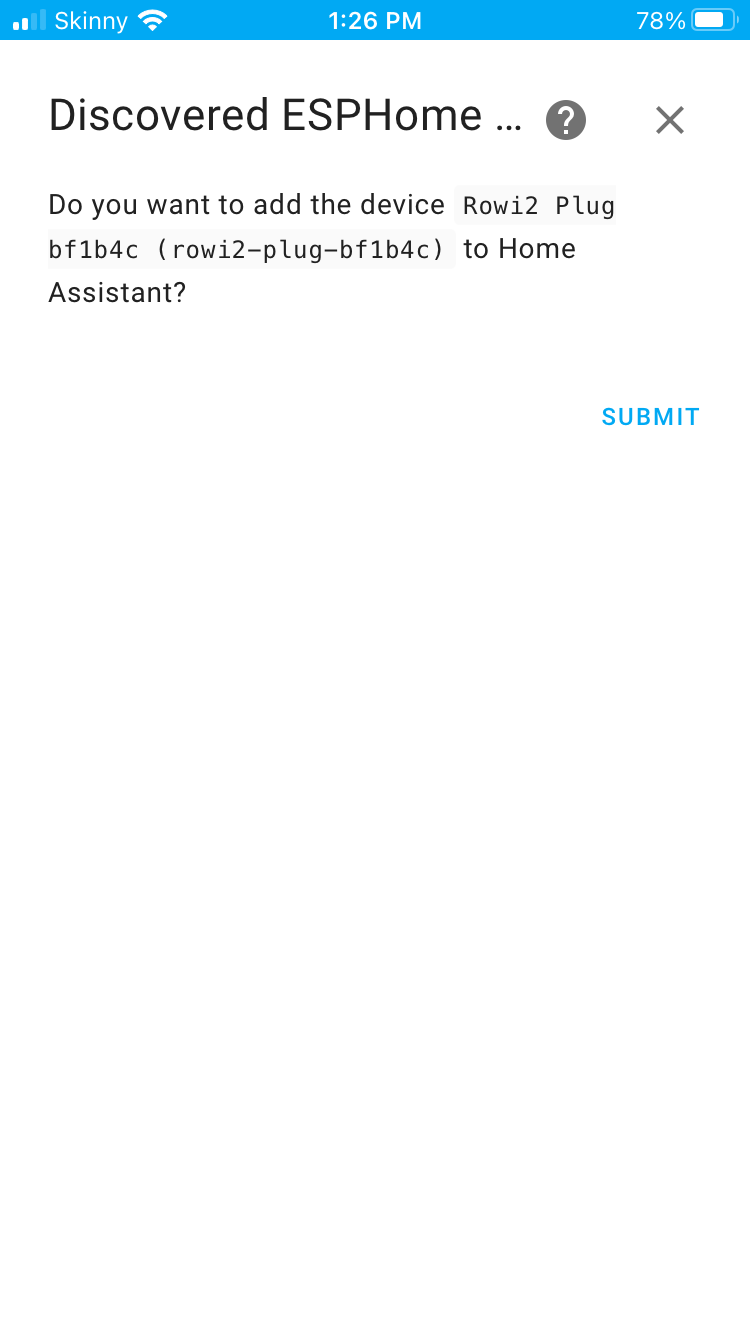 Skinny 1:26 PM 78%
Discovered ESPHome ... ?
Do you want to add the device Rowi2 Plug
bf1b4c (rowi2-plug-bf1b4c) to Home
Assistant?
SUBMIT